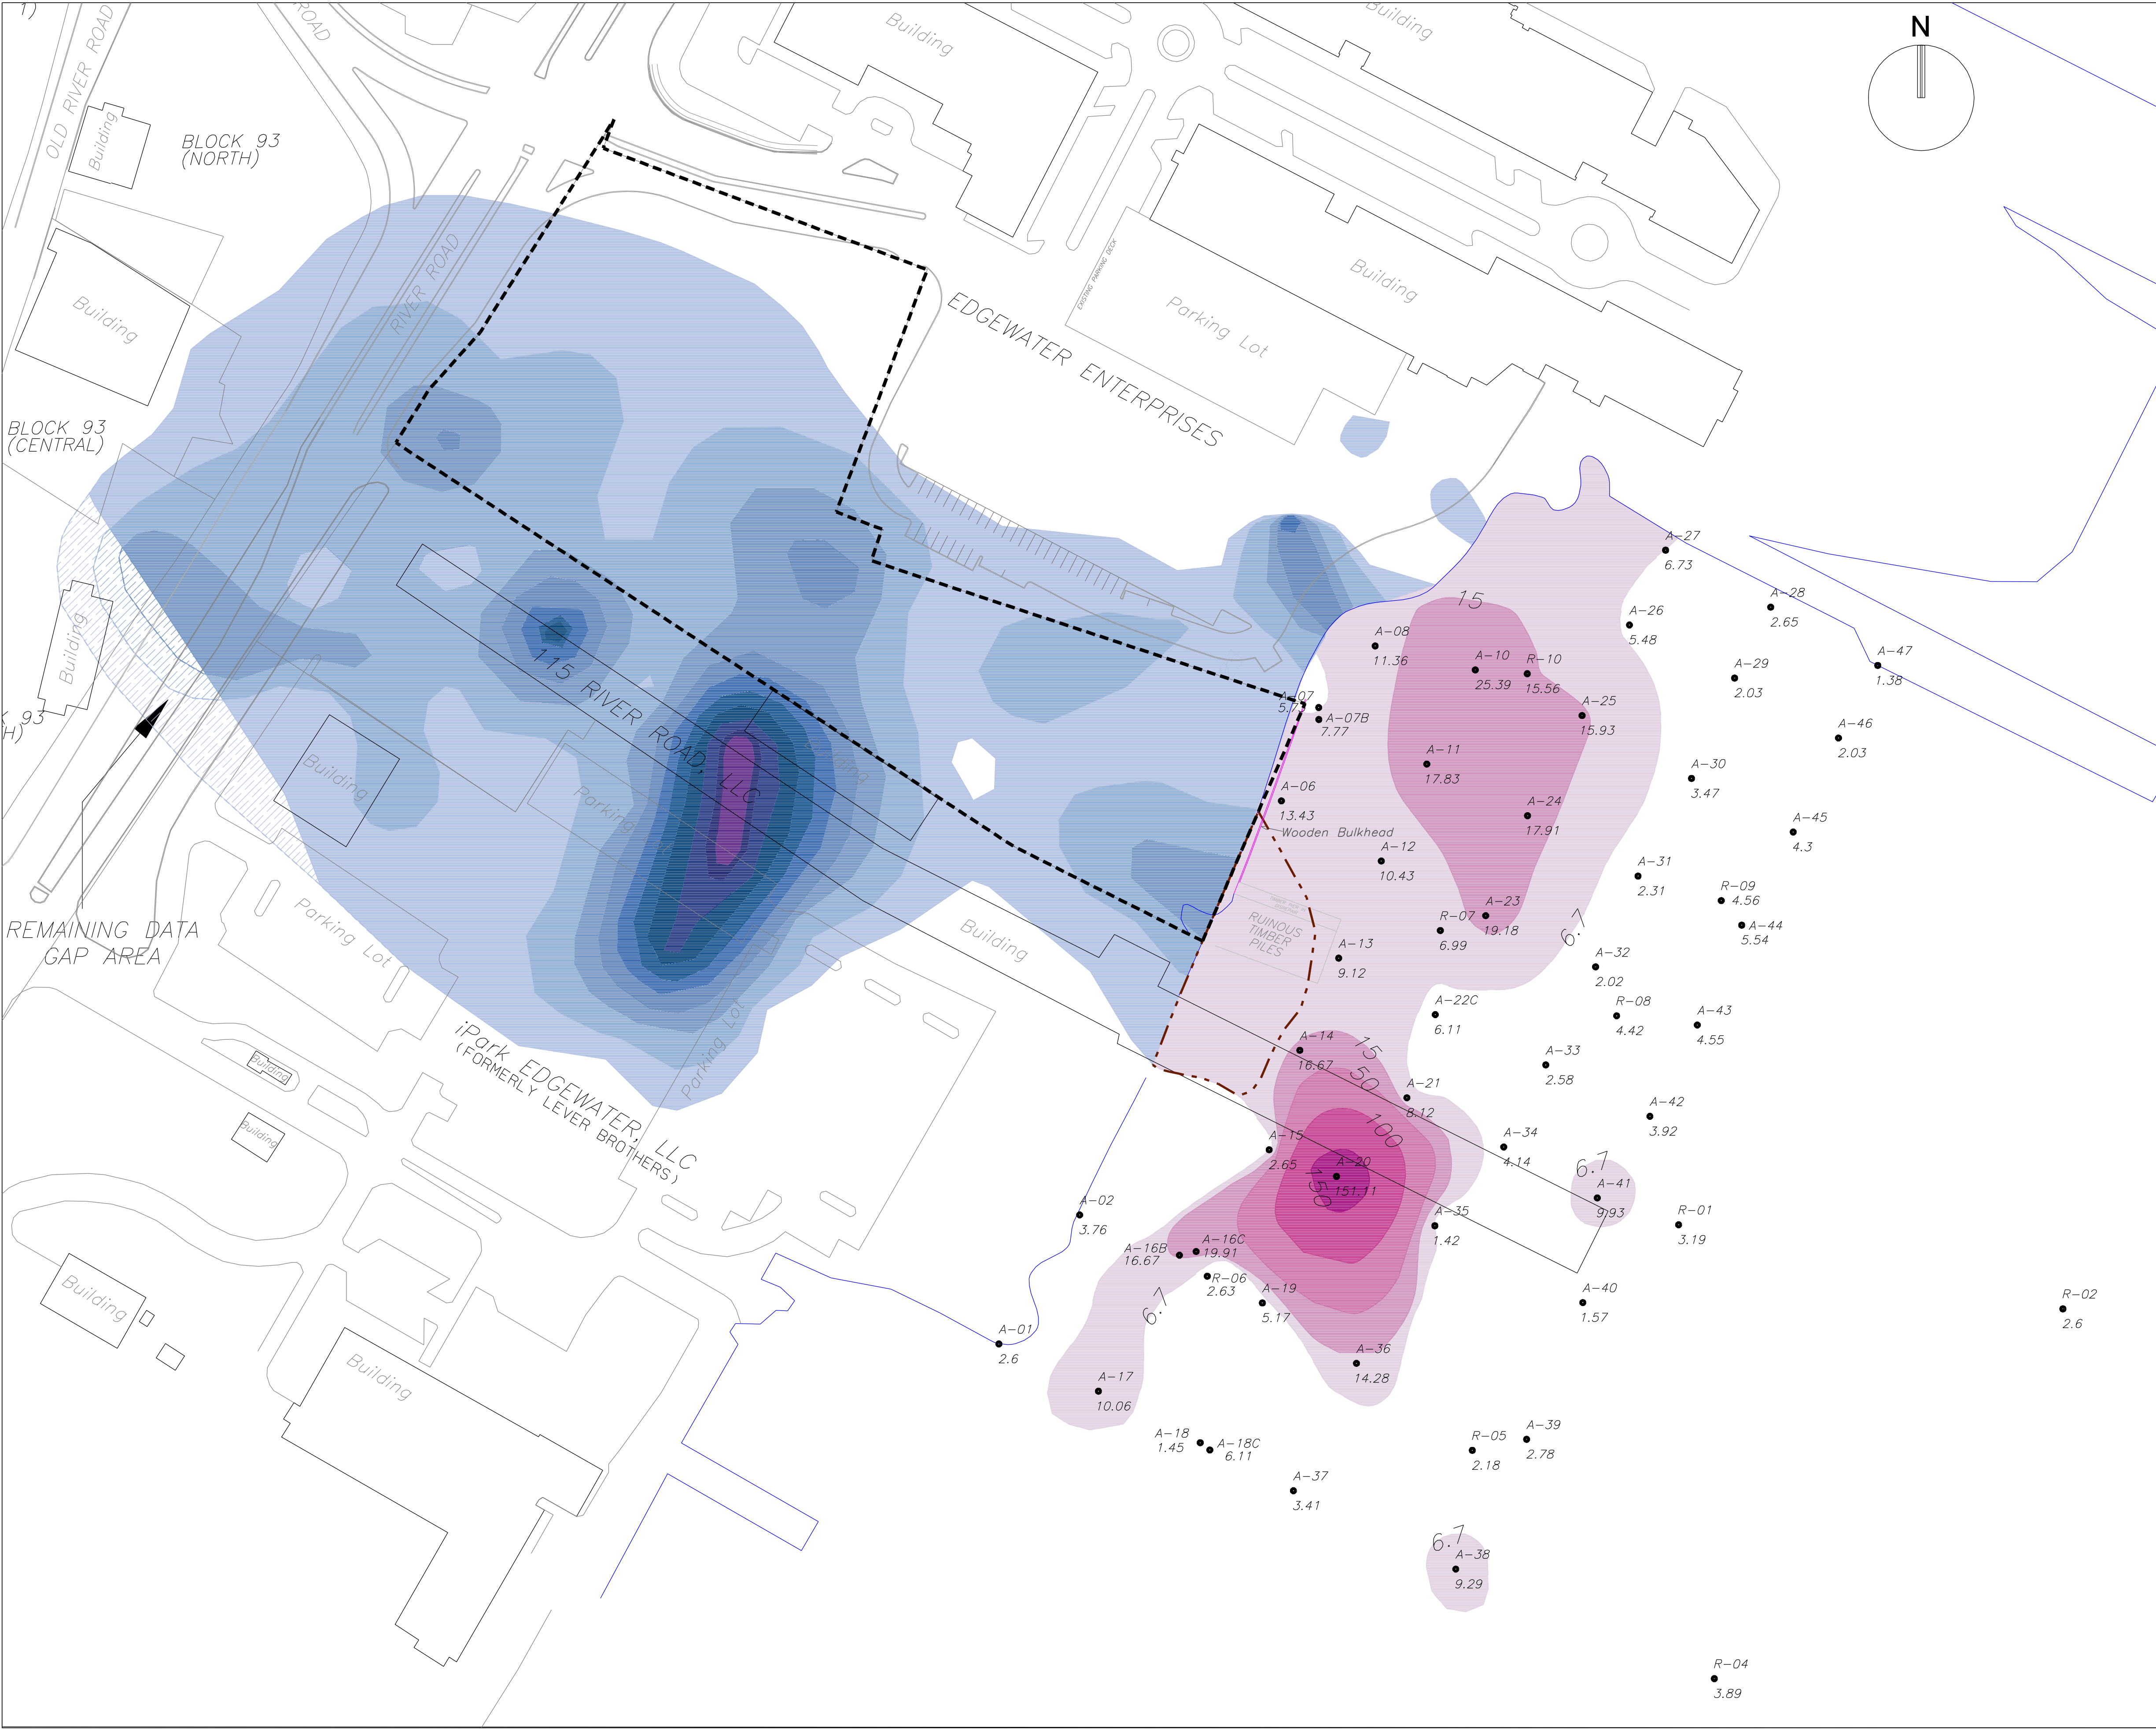 1)
OLD RIVER ROAD
ROAD
Building
Building
N
Building
BLOCK 93
(NORTH)
RIVER ROAD
Building
EXISTING PARKING DECK
Building
Parking Lot
EDGEWATER ENTERPRISES
BLOCK 93
(CENTRAL)
A-27
6.73
A-28
2.65
A-26
5.48
15
Building
A-08
11.36
A-10
25.39
R-10
15.56
A-29
2.03
A-47
1.38
93
H)
A-07
5.7
A-07B
7.77
A-25
15.93
A-46
2.03
115 RIVER ROAD, LLC
Building
Building
A-11
17.83
A-30
3.47
Parking
A-06
13.43
Wooden Bulkhead
A-24
17.91
A-45
4.3
A-12
10.43
A-31
2.31
R-09
4.56
REMAINING DATA
GAP AREA
Parking Lot
Building
RUINOUS
TIMBER
PILES
A-23
19.18
R-07
6.99
6.7
A-44
5.54
A-13
9.12
A-32
2.02
A-22C
6.11
R-08
4.42
A-43
4.55
Parking Lot
iPark EDGEWATER, LLC
(FORMERLY LEVER BROTHERS)
Building
A-14
16.67
15
50
100
150
A-33
2.58
A-21
8.12
A-42
3.92
Building
A-15
2.65
A-34
4.14
A-20
151.11
6.7
A-41
9.93
A-02
3.76
A-35
1.42
R-01
3.19
A-16B
16.67
A-16C
19.91
R-06
2.63
6.7
A-19
5.17
A-40
1.57
R-02
2.6
Building
A-01
2.6
Building
A-36
14.28
A-17
10.06
A-18
1.45
A-18C
6.11
R-05
2.18
A-39
2.78
A-37
3.41
6.7
A-38
9.29
R-04
3.89